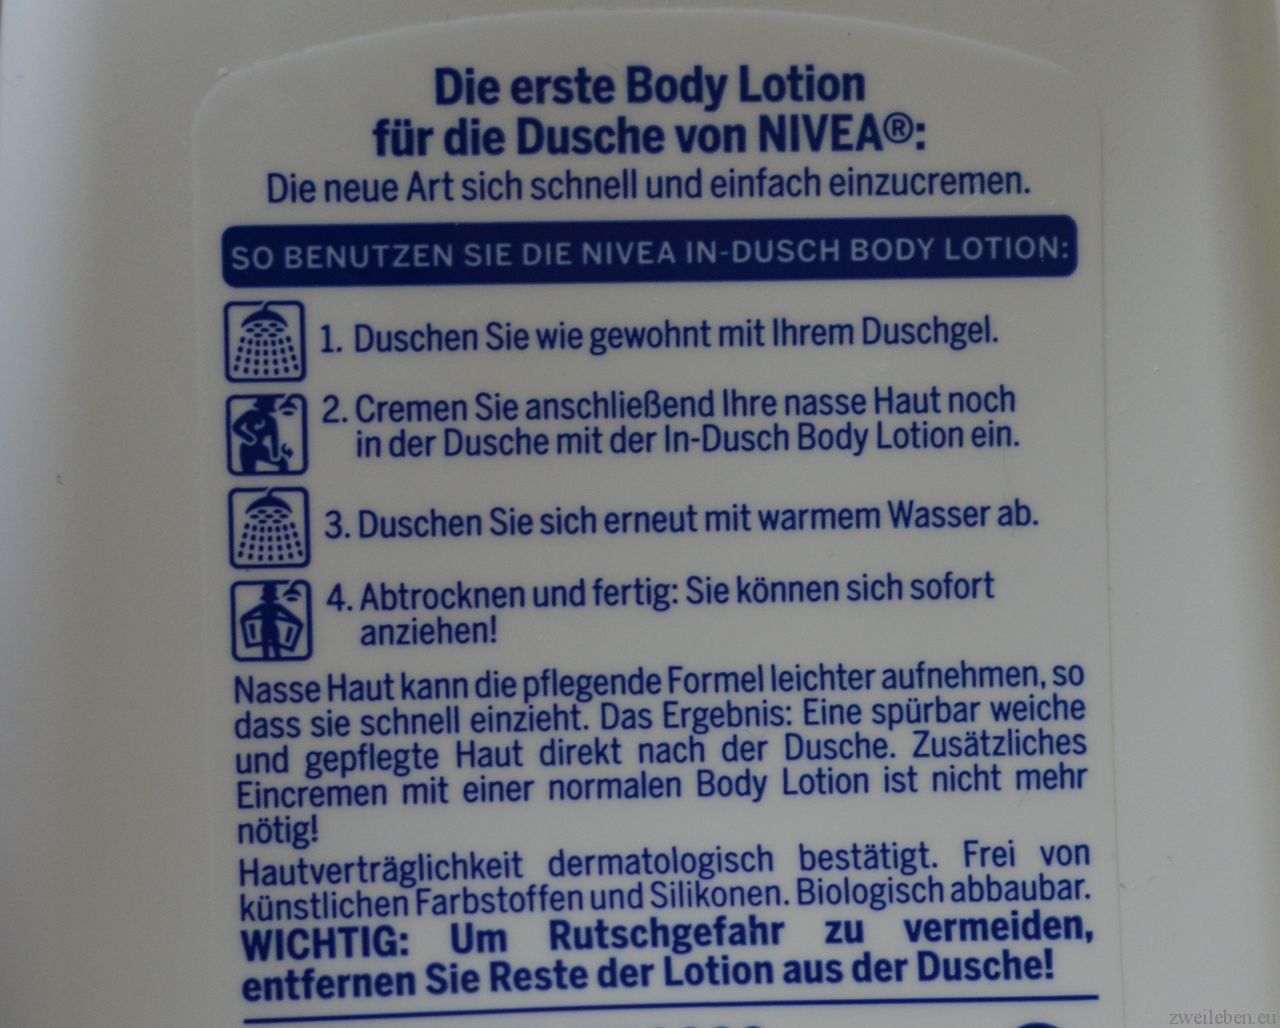 Die erste Body Lotion
für die Dusche von NIVEA®:
Die neue Art sich schnell und einfach einzucremen.
SO BENUTZEN SIE DIE NIVEA IN-DUSCH BODY LOTION:
1. Duschen Sie wie gewohnt mit Ihrem Duschgel.
2. Cremen Sie anschließend Ihre nasse Haut noch
in der Dusche mit der In-Dusch Body Lotion ein.
3. Duschen Sie sich erneut mit warmem Wasser ab.
4. Abtrocknen und fertig: Sie können sich sofort
anziehen!
Nasse Haut kann die pflegende Formel leichter aufnehmen, so
dass sie schnell einzieht. Das Ergebnis: Eine spürbar weiche
und gepflegte Haut direkt nach der Dusche. Zusätzliches
Eincremen mit einer normalen Body Lotion ist nicht mehr
nötig!
Hautverträglichkeit dermatologisch bestätigt. Frei von
künstlichen Farbstoffen und Silikonen. Biologisch abbaubar.
WICHTIG: Um Rutschgefahr zu vermeiden,
entfernen Sie Reste der Lotion aus der Dusche!
zweileben.eu